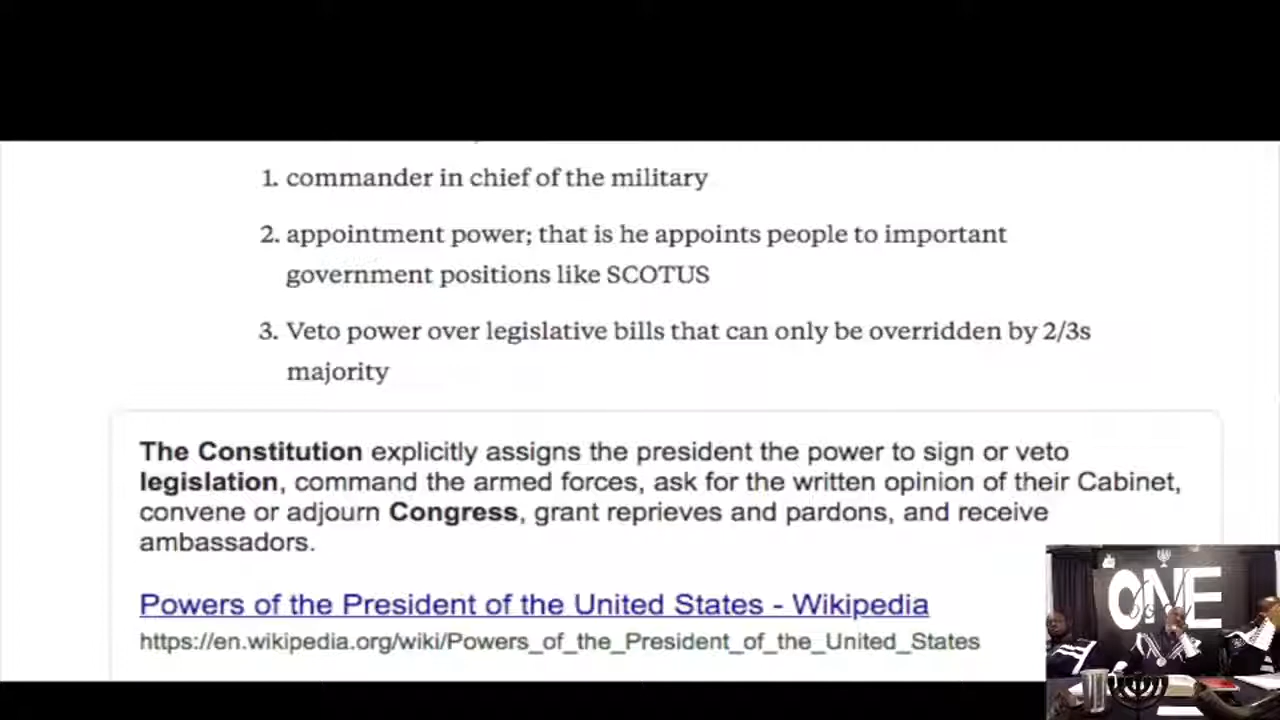 1. commander in chief of the military
2. appointment power; that is he appoints people to important
government positions like SCOTUS
3. Veto power over legislative bills that can only be overridden by 2/3s
majority
The Constitution explicitly assigns the president the power to sign or veto
legislation, command the armed forces, ask for the written opinion of their Cabinet,
convene or adjourn Congress, grant reprieves and pardons, and receive
ambassadors.
Powers of the President of the United States - Wikipedia
https://en.wikipedia.org/wiki/Powers_of_the_President_of_the_United_States
ONE